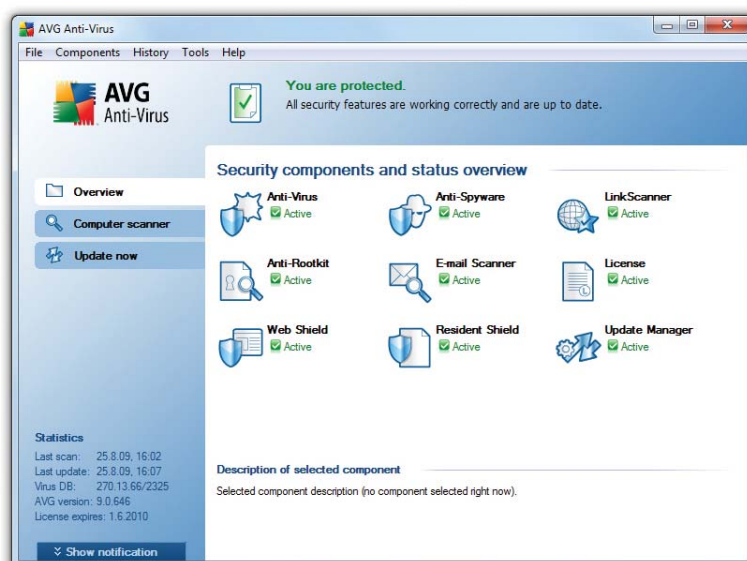 AVG Anti-Virus
File Components History Tools Help
AVG
Anti-Virus
You are protected.
All security features are working correctly and are up to date.
Overview
Computer scanner
Update now
Security components and status overview
Anti-Virus
Active
Anti-Spyware
Active
LinkScanner
Active
Anti-Rootkit
Active
E-mail Scanner
Active
License
Active
Web Shield
Active
Resident Shield
Active
Update Manager
Active
Statistics
Last scan: 25.8.09, 16:02
Last update: 25.8.09, 16:07
Virus DB: 270.13.66/2325
AVG version: 9.0.646
License expires: 1.6.2010
Show notification
Description of selected component
Selected component description (no component selected right now).